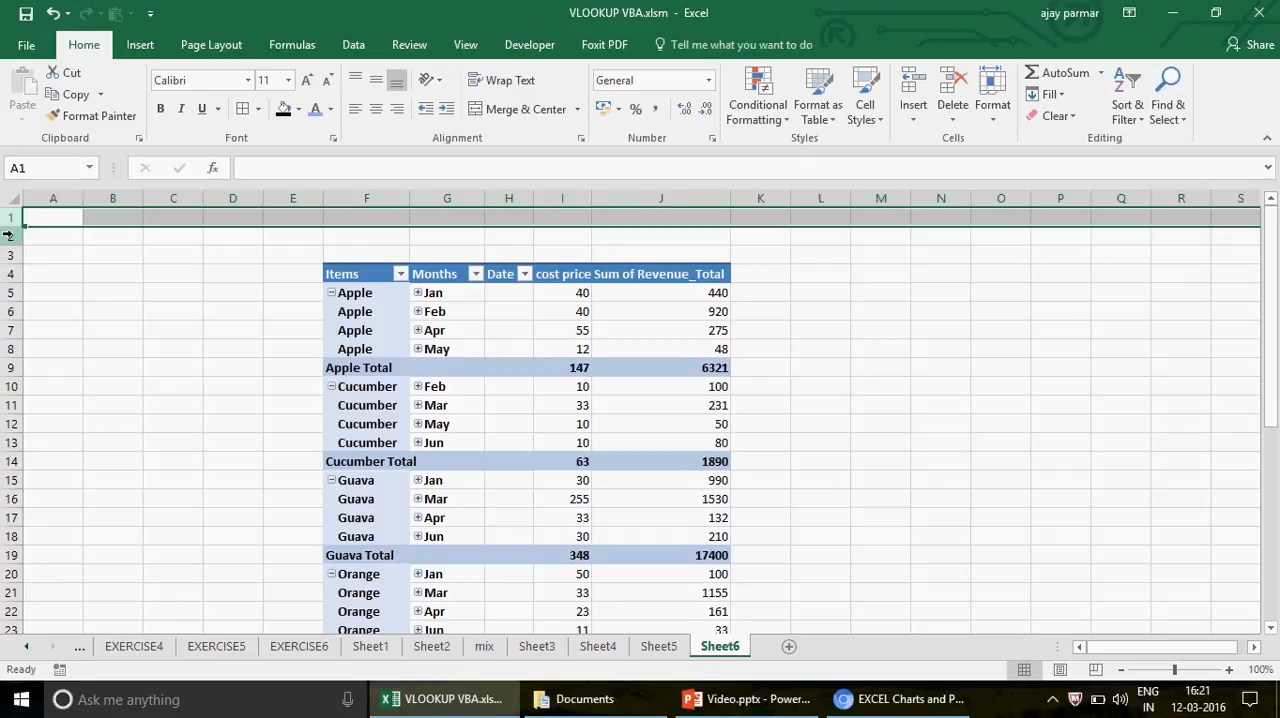 VLOOKUP VBA.xlsm - Excel
ajay parmar
File Home Insert Page Layout Formulas Data Review View Developer Foxit PDF Tell me what you want to do Share
Paste
Cut
Copy
Format Painter
Clipboard
Calibri 11
B I U
Font
Wrap Text
Merge & Center
Alignment
General
Number
Conditional Formatting
Format as Table
Cell Styles
Styles
Insert
Delete
Format
Cells
AutoSum
Fill
Clear
Sort & Filter
Find & Select
Editing
A1
A B C D E F G H I J K L M N O P Q R S
1
2
3
4 Items Months Date cost price Sum of Revenue_Total
5 Apple Jan 40 440
6 Apple Feb 40 920
7 Apple Apr 55 275
8 Apple May 12 48
9 Apple Total 147 6321
10 Cucumber Feb 10 100
11 Cucumber Mar 33 231
12 Cucumber May 10 50
13 Cucumber Jun 10 80
14 Cucumber Total 63 1890
15 Guava Jan 30 990
16 Guava Mar 255 1530
17 Guava Apr 33 132
18 Guava Jun 30 210
19 Guava Total 348 17400
20 Orange Jan 50 100
21 Orange Mar 33 1155
22 Orange Apr 23 161
23 Orange Jun 11 33
... EXERCISE4 EXERCISE5 EXERCISE6 Sheet1 Sheet2 mix Sheet3 Sheet4 Sheet5 Sheet6
Ready 100%
Ask me anything
VLOOKUP VBA.xlsm...
Documents
Video.pptx - Power...
EXCEL Charts and P...
ENG 16:21
IN 12-03-2016